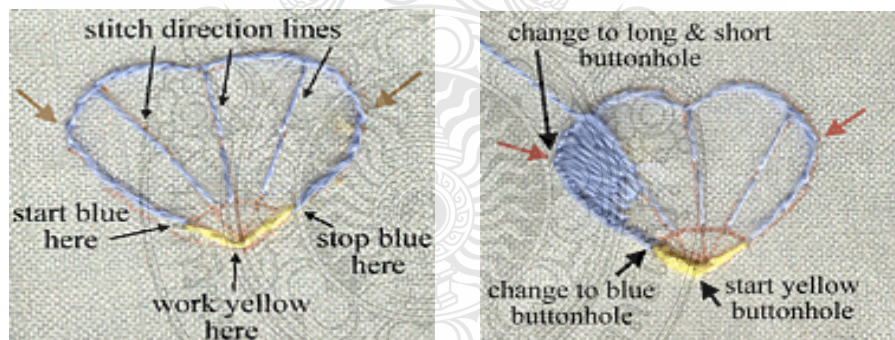 stitch direction lines
start blue
here
stop blue
here
work yellow
here
change to long & short
buttonhole
change to blue
buttonhole
start yellow
buttonhole